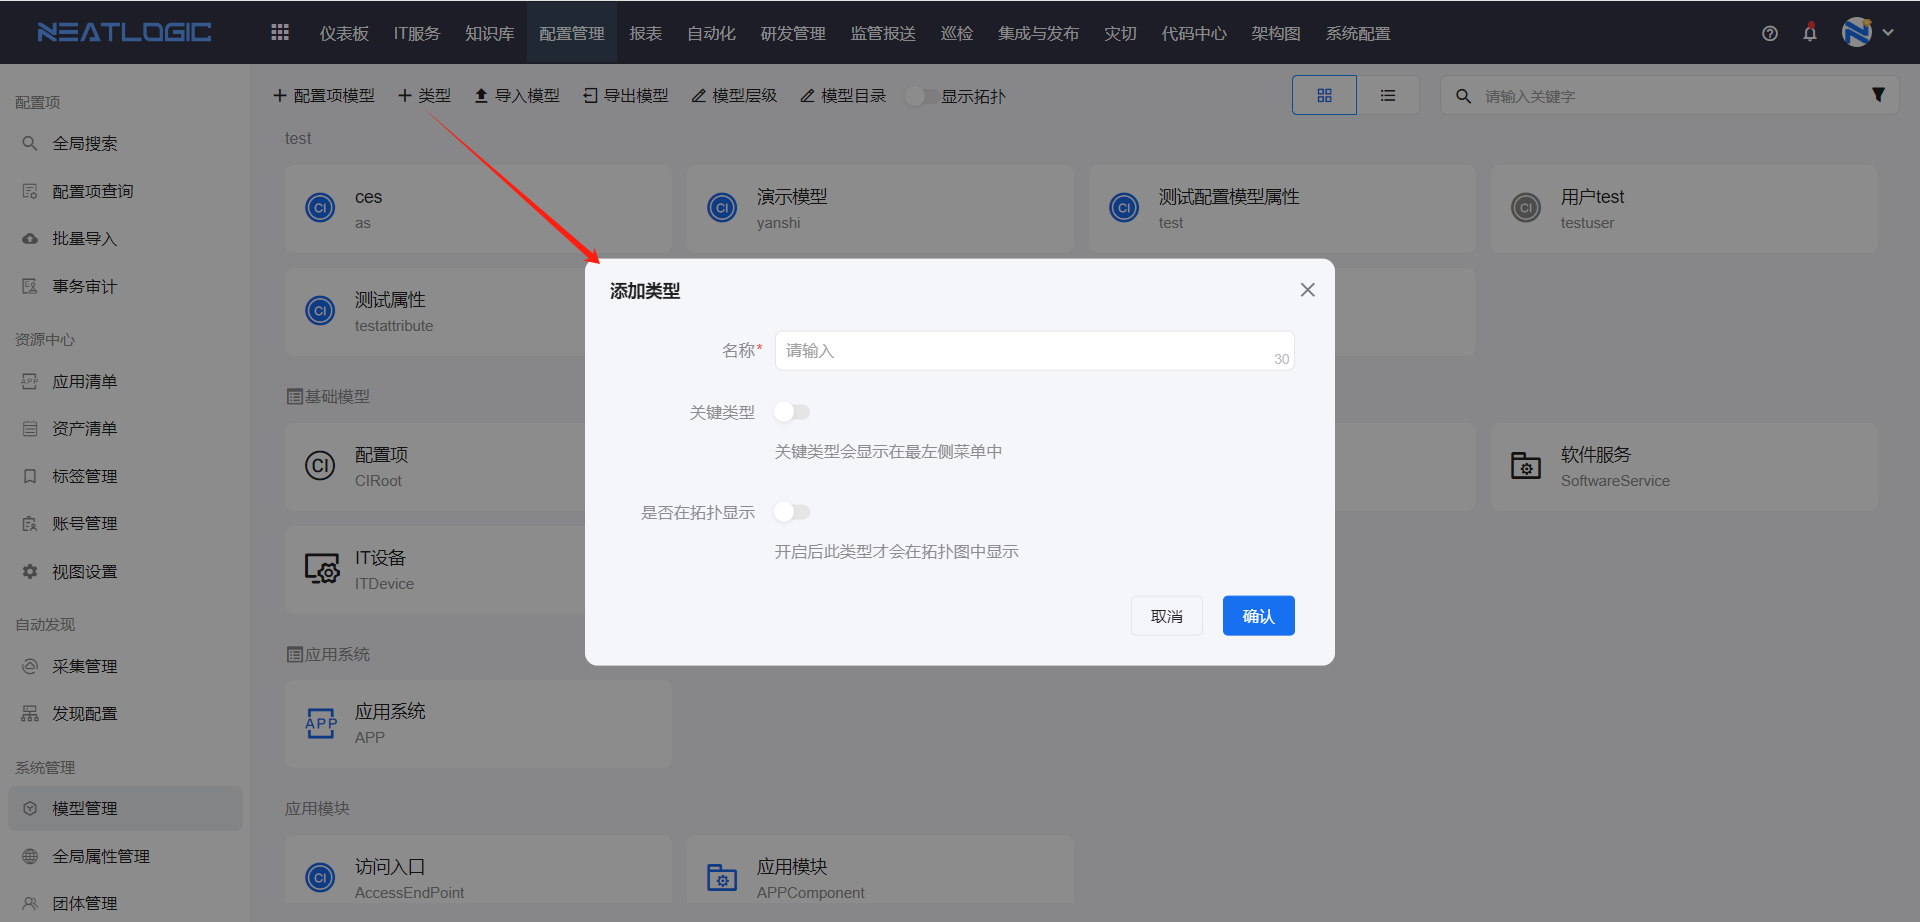 NEATLOGIC
仪表板
IT服务
知识库
配置管理
报表
自动化
研发管理
监管报送
巡检
集成与发布
灾切
代码中心
架构图
系统配置
配置项
全局搜索
配置项查询
批量导入
事务审计
资源中心
应用清单
资产清单
标签管理
账号管理
视图设置
自动发现
采集管理
发现配置
系统管理
模型管理
全局属性管理
团体管理
配置项模型
类型
导入模型
导出模型
模型层级
模型目录
显示拓扑
请输入关键字
test
CI
ces
as
CI
演示模型
yanshi
CI
测试配置模型属性
test
CI
用户test
testuser
CI
测试属性
testattribute
基础模型
CI
配置项
CIRoot
软件服务
SoftwareService
IT设备
ITDevice
应用系统
APP
应用系统
APP
应用模块
CI
访问入口
AccessEndPoint
应用模块
APPComponent
添加类型
名称*
请输入
30
关键类型
关键类型会显示在最左侧菜单中
是否在拓扑显示
开启后此类型才会在拓扑图中显示
取消
确认